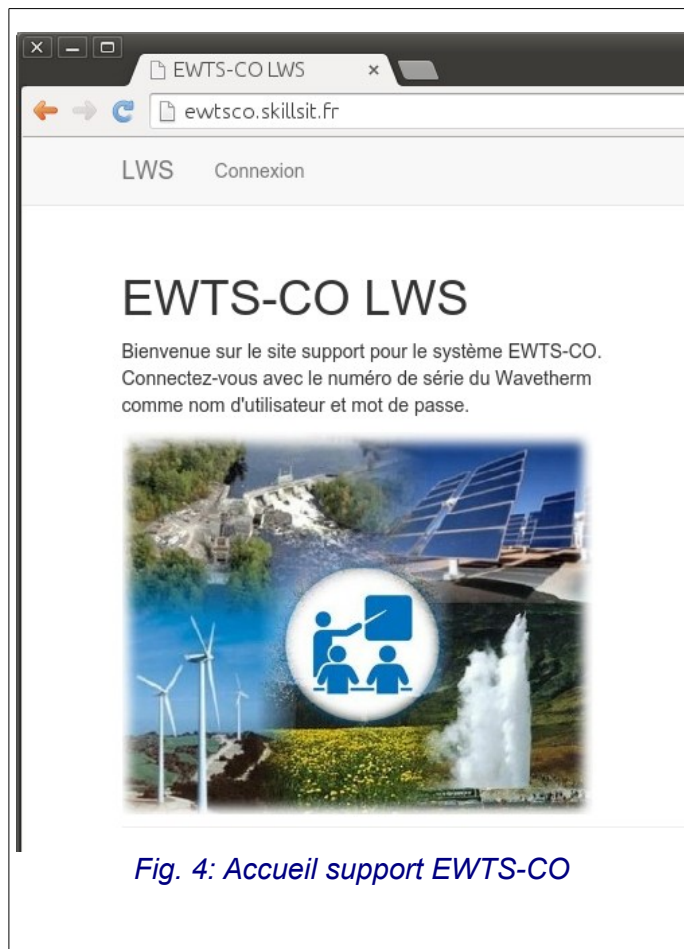 EWTS-CO LWS
ewtsco.skillsit.fr
LWS Connexion
EWTS-CO LWS
Bienvenue sur le site support pour le système EWTS-CO.
Connectez-vous avec le numéro de série du Wavetherm
comme nom d'utilisateur et mot de passe.
Fig. 4: Accueil support EWTS-CO